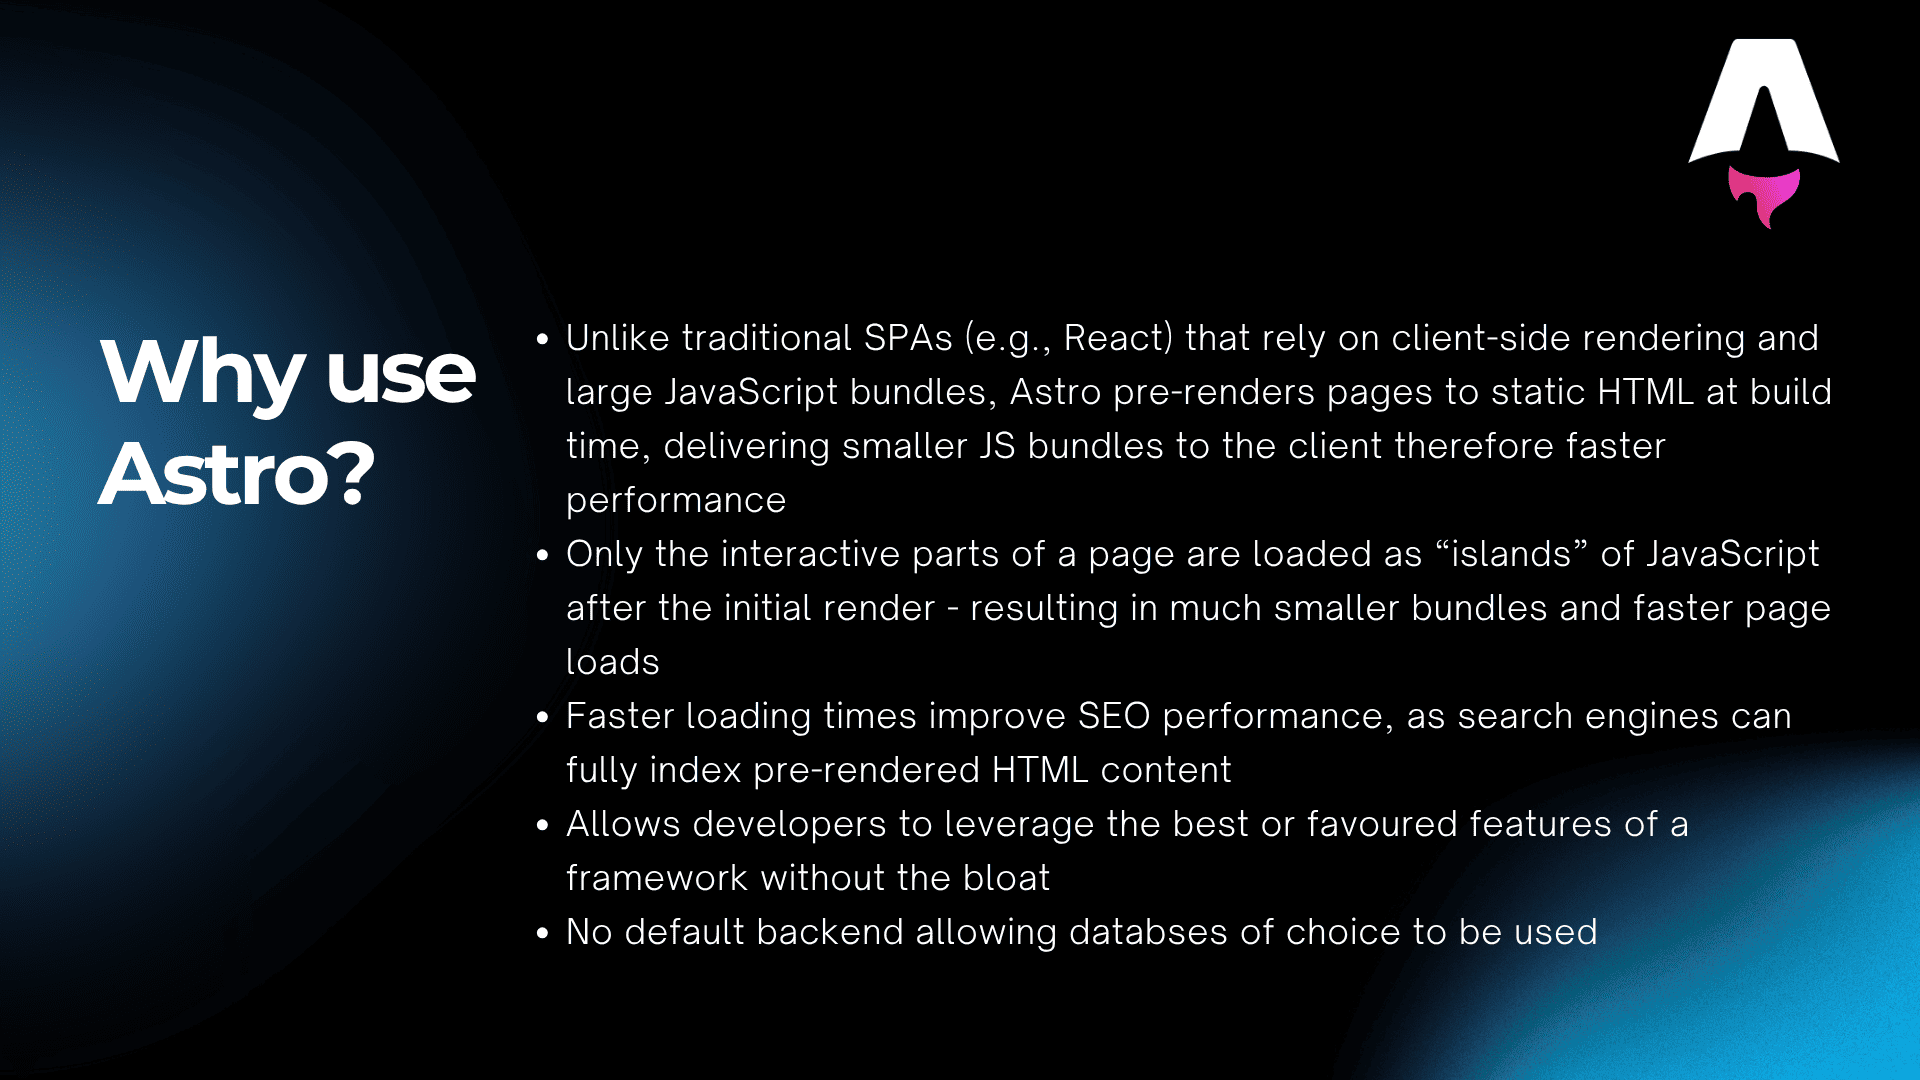 Why use
Astro?
• Unlike traditional SPAs (e.g., React) that rely on client-side rendering and
large JavaScript bundles, Astro pre-renders pages to static HTML at build
time, delivering smaller JS bundles to the client therefore faster
performance
• Only the interactive parts of a page are loaded as “islands” of JavaScript
after the initial render - resulting in much smaller bundles and faster page
loads
• Faster loading times improve SEO performance, as search engines can
fully index pre-rendered HTML content
• Allows developers to leverage the best or favoured features of a
framework without the bloat
• No default backend allowing databses of choice to be used